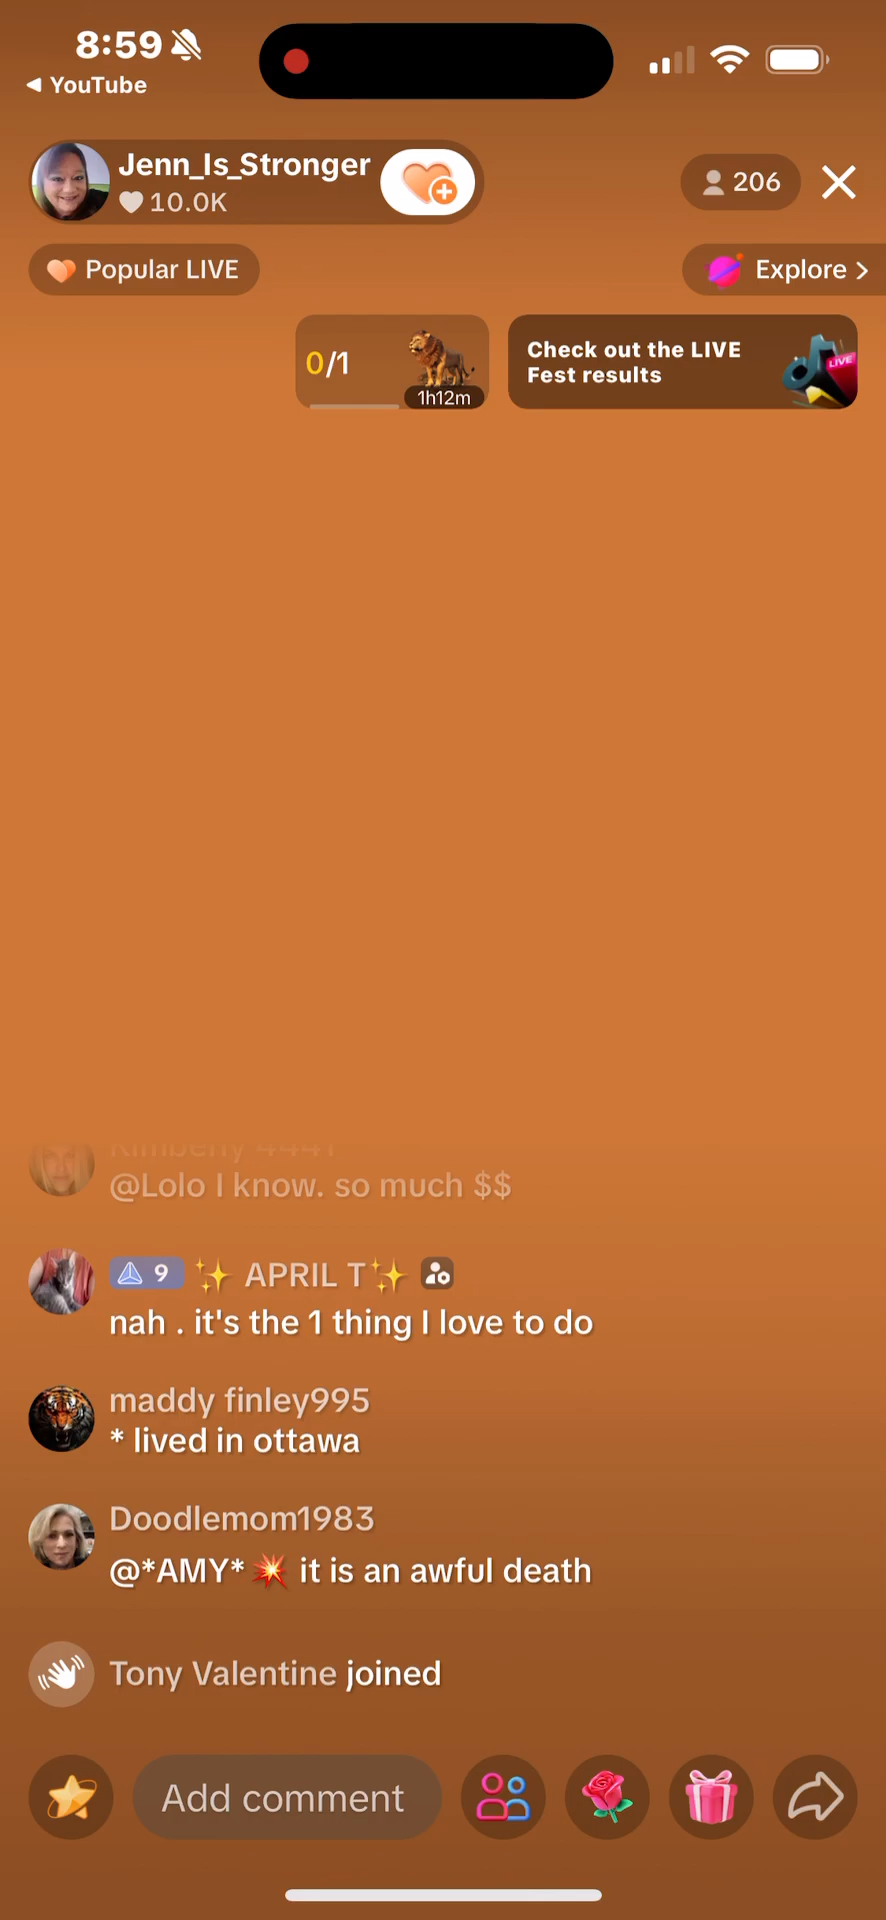 8:59
◀ YouTube
Jenn_Is_Stronger
10.0K
206
Popular LIVE
Explore >
0/1
1h12m
Check out the LIVE
Fest results
LIVE
Kimberly 4441
@Lolo I know. so much $$
9 ✨ APRIL T✨
nah . it's the 1 thing I love to do
maddy finley995
* lived in ottawa
Doodlemom1983
@*AMY* 💥 it is an awful death
Tony Valentine joined
Add comment